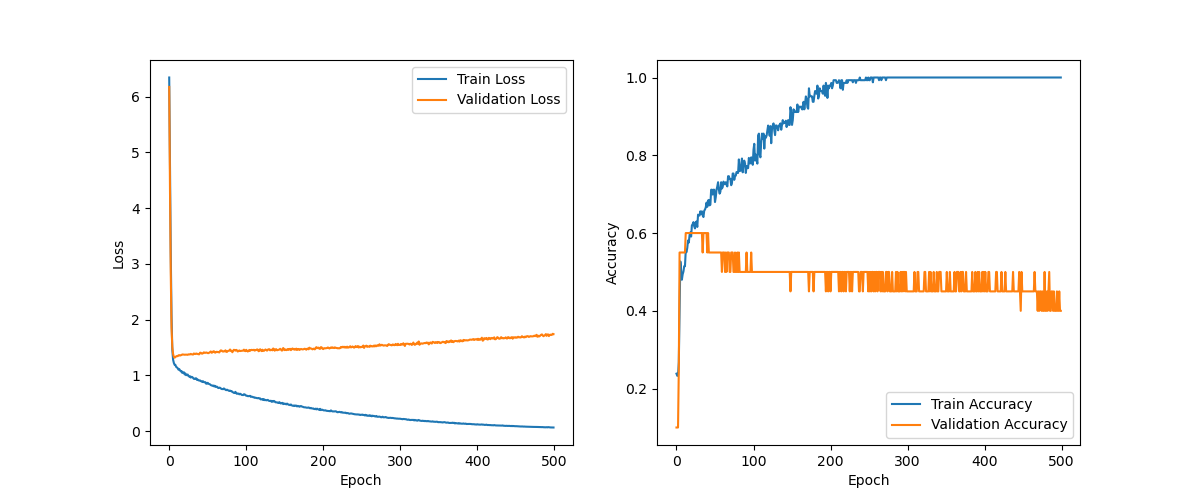 Train Loss
Validation Loss
6
5
4
3
2
1
0
Loss
0 100 200 300 400 500
Epoch
1.0
0.8
0.6
0.4
0.2
Accuracy
Train Accuracy
Validation Accuracy
0 100 200 300 400 500
Epoch